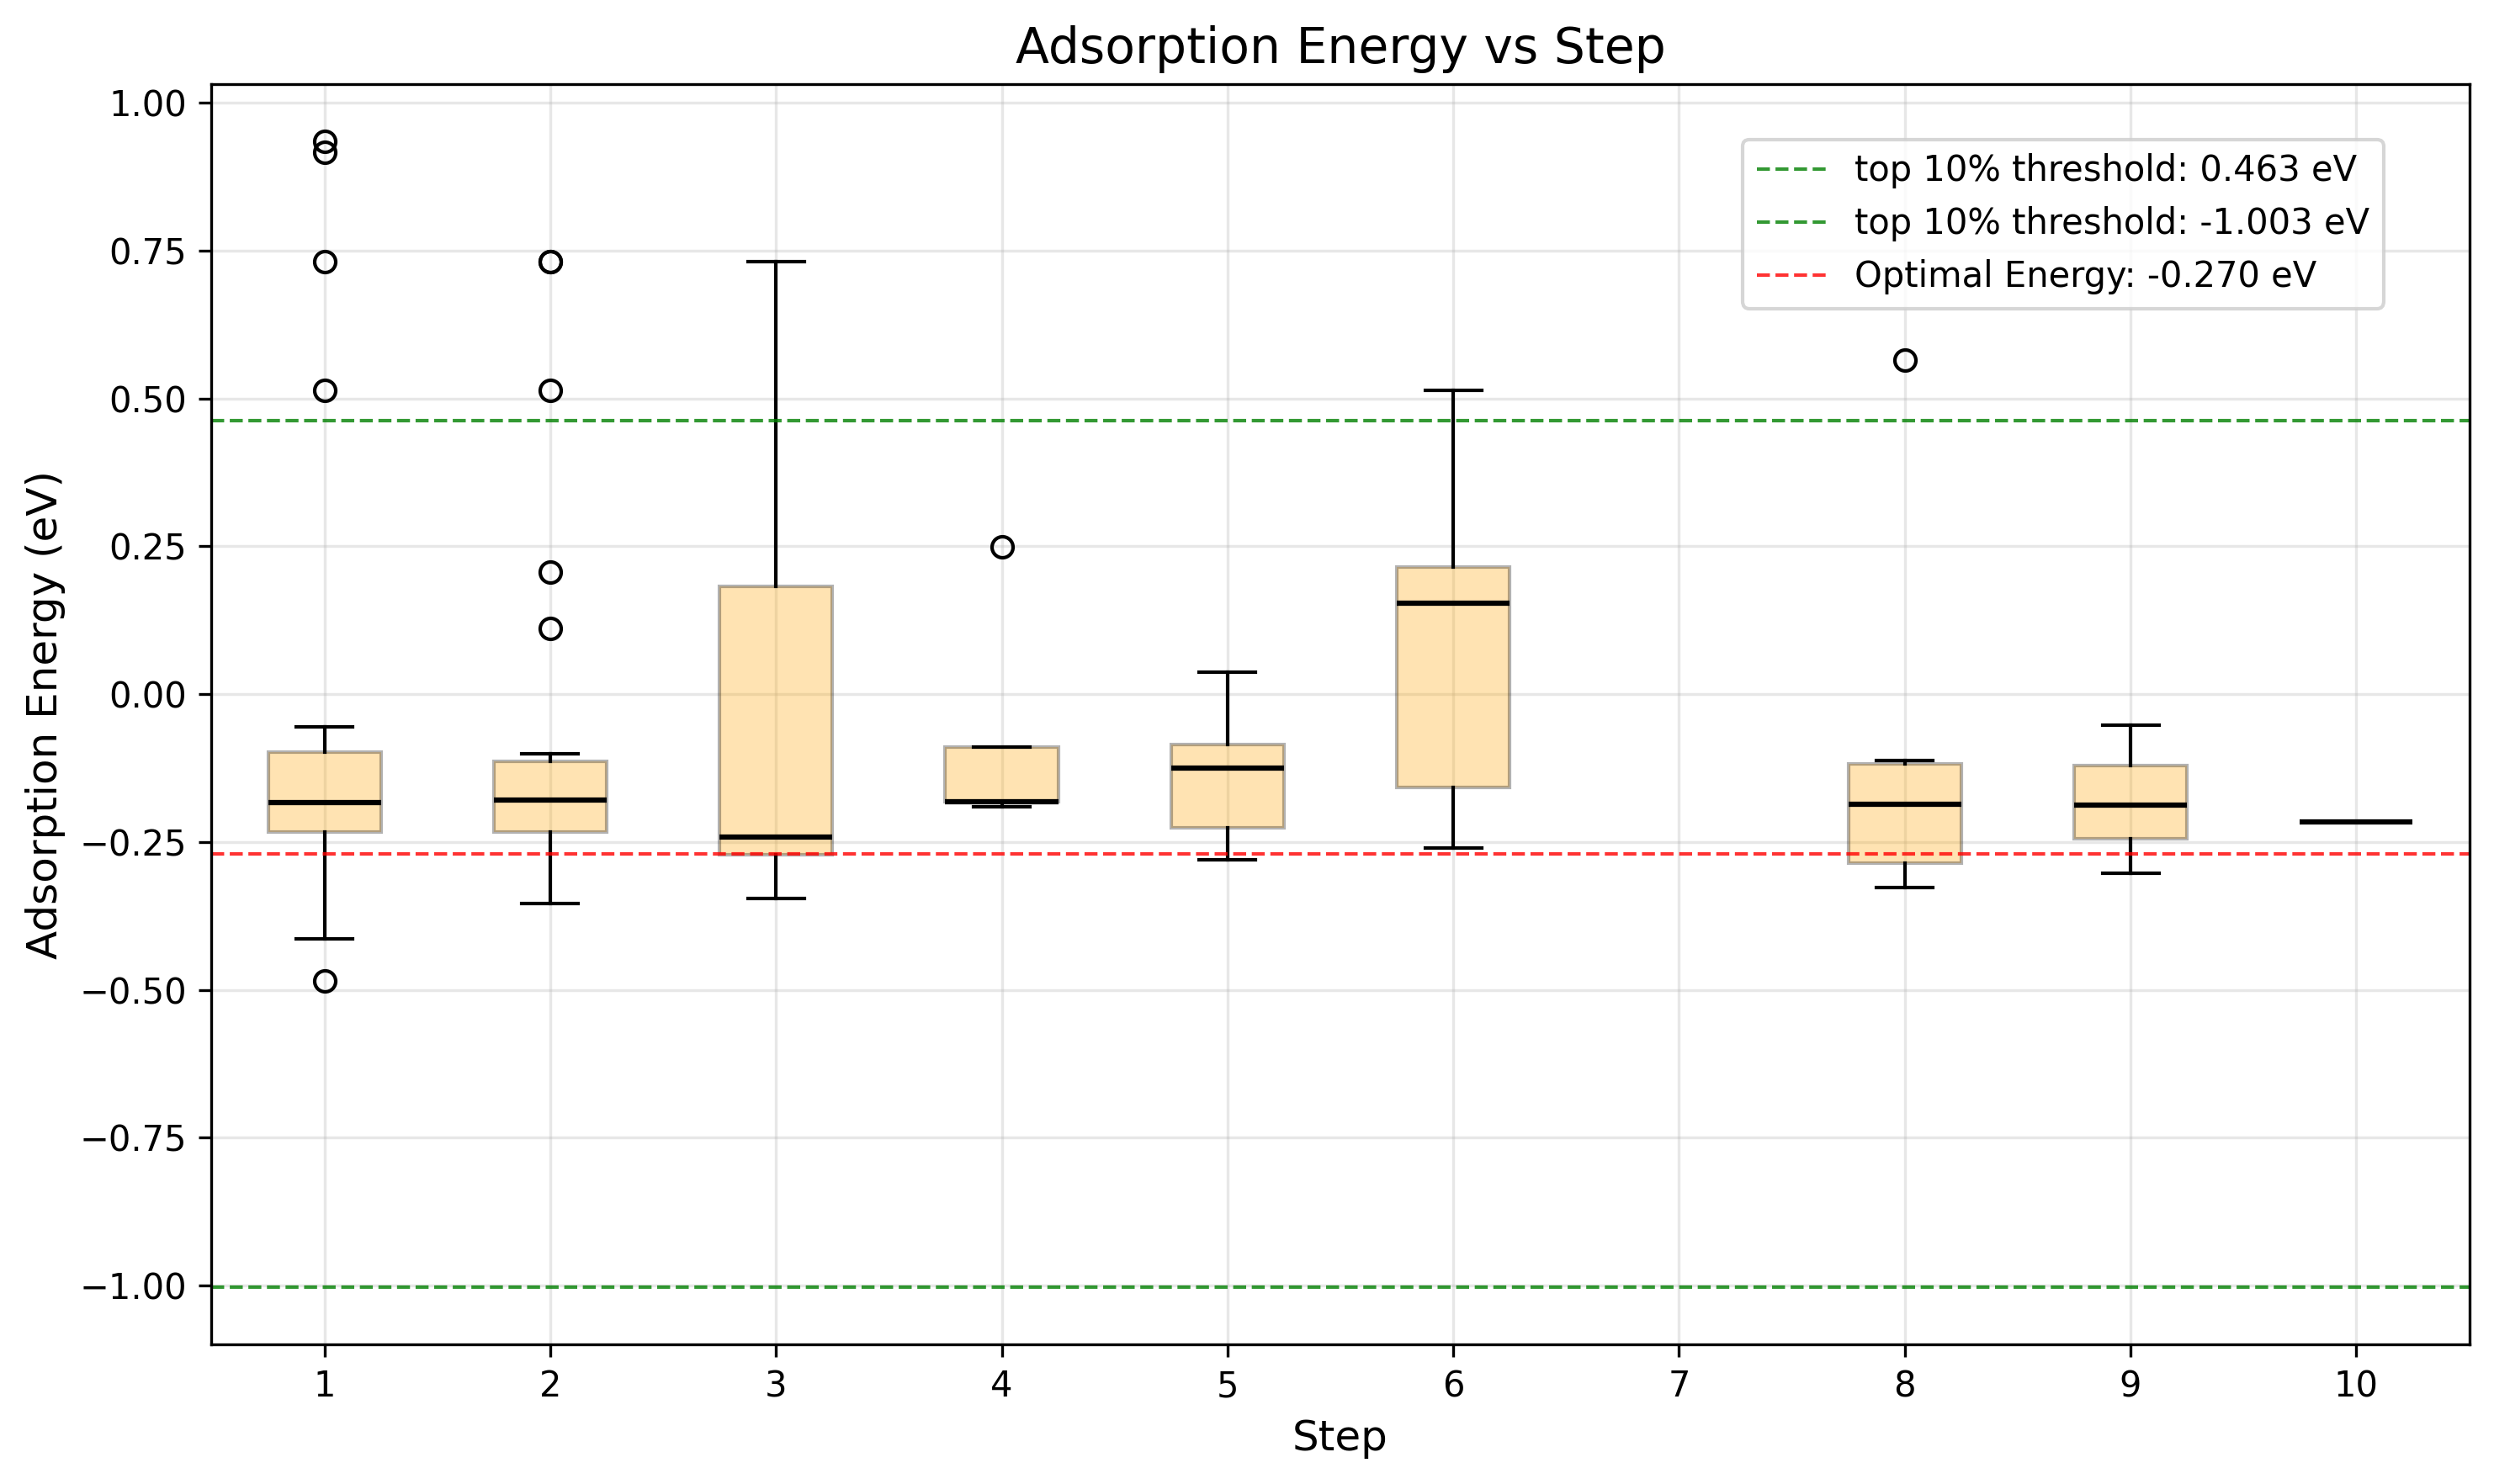 Adsorption Energy vs Step
Adsorption Energy (eV)
1.00
0.75
0.50
0.25
0.00
−0.25
−0.50
−0.75
−1.00
top 10% threshold: 0.463 eV
top 10% threshold: -1.003 eV
Optimal Energy: -0.270 eV
1 2 3 4 5 6 7 8 9 10
Step